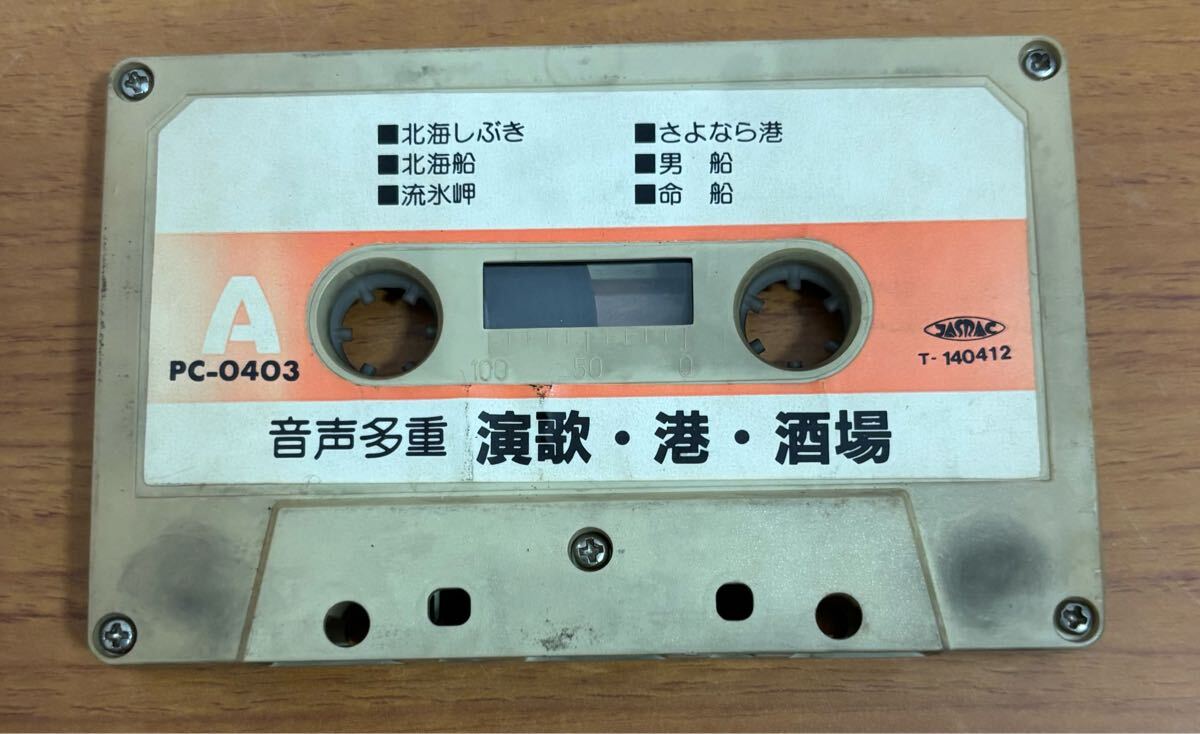 ■北海しぶき
■北海船
■流氷岬
■さよなら港
■男 船
■命 船
A
PC-0403
100 50 0
JASRAC
T-140412
音声多重 演歌・港・酒場